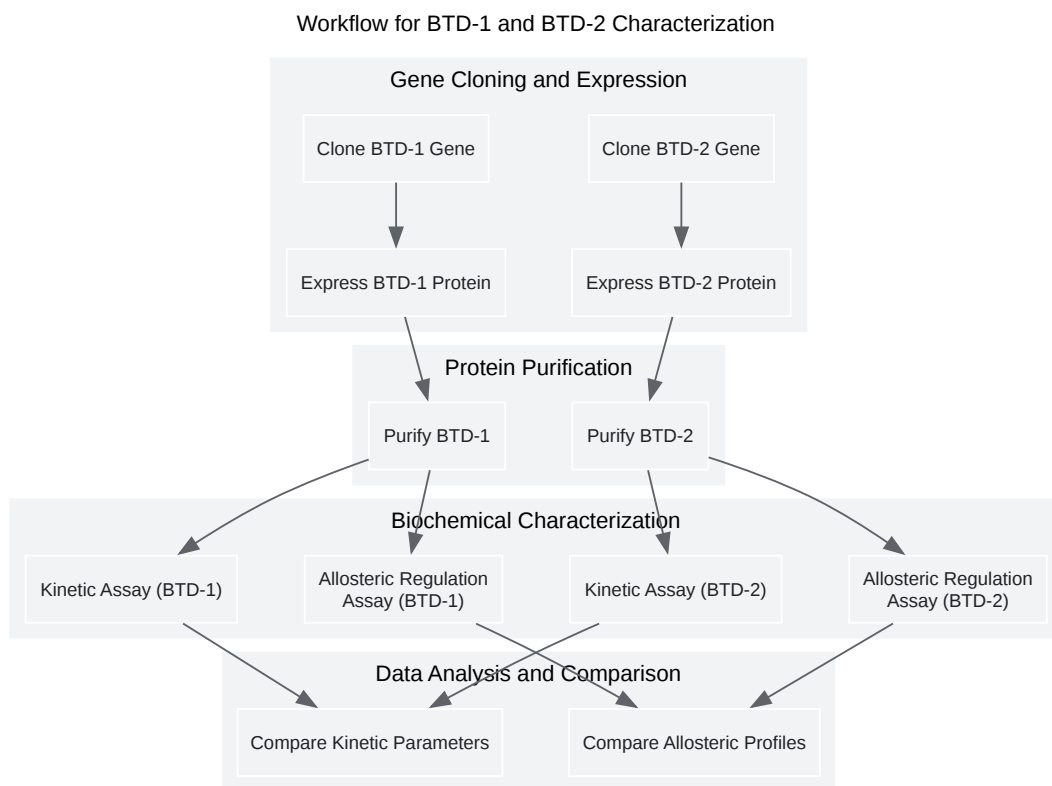 Workflow for BTD-1 and BTD-2 Characterization
Gene Cloning and Expression
Clone BTD-1 Gene
Clone BTD-2 Gene
Express BTD-1 Protein
Express BTD-2 Protein
Protein Purification
Purify BTD-1
Purify BTD-2
Biochemical Characterization
Kinetic Assay (BTD-1)
Allosteric Regulation
Assay (BTD-1)
Kinetic Assay (BTD-2)
Allosteric Regulation
Assay (BTD-2)
Data Analysis and Comparison
Compare Kinetic Parameters
Compare Allosteric Profiles